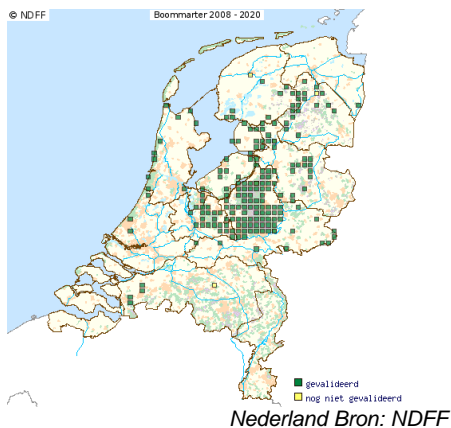 © NDFF
Boommarter 2008 - 2020
gevalideerd
nog niet gevalideerd
Nederland Bron: NDFF